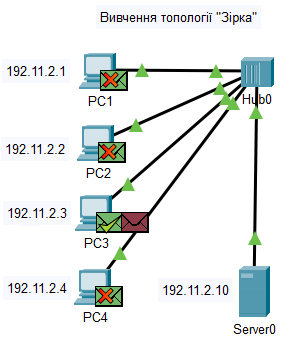 Вивчення топології "Зірка"
192.11.2.1
PC1
Hub0
192.11.2.2
PC2
192.11.2.3
PC3
192.11.2.4
PC4
192.11.2.10
Server0